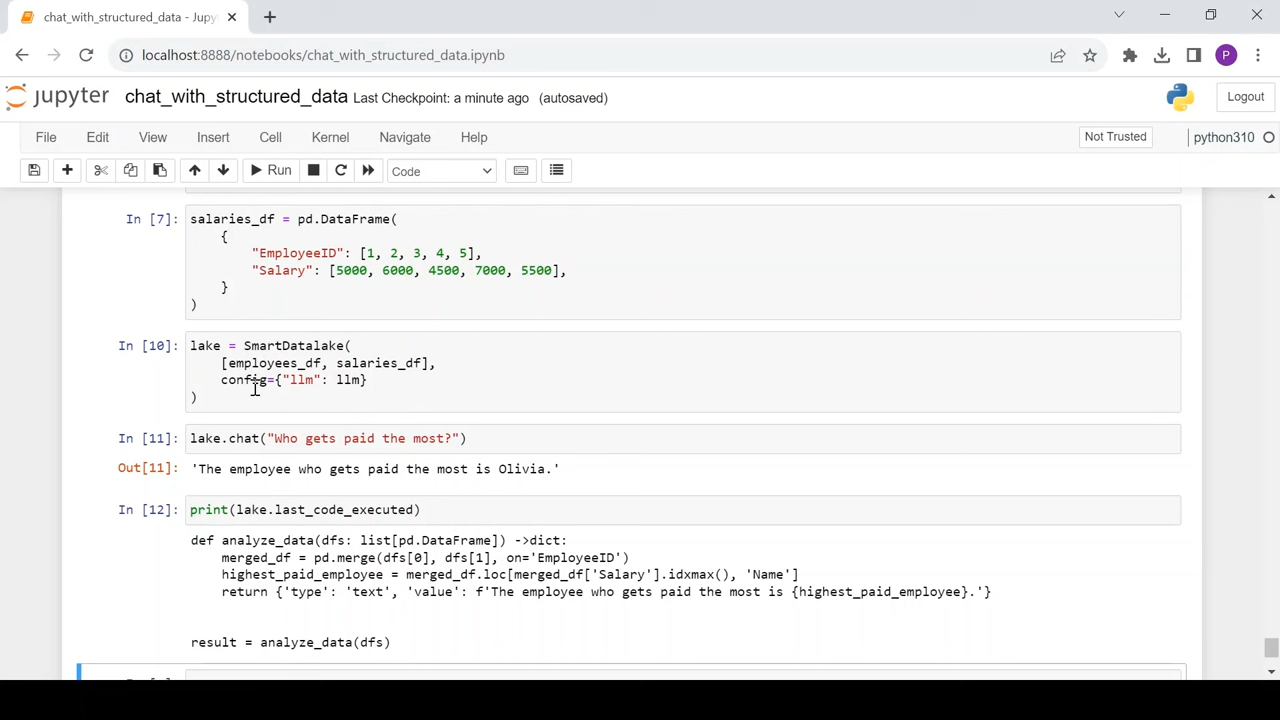 chat_with_structured_data - Jupy
localhost:8888/notebooks/chat_with_structured_data.ipynb
P
jupyter chat_with_structured_data Last Checkpoint: a minute ago (autosaved)
Logout
File Edit View Insert Cell Kernel Navigate Help
Not Trusted
python310
Run
Code
In [7]: salaries_df = pd.DataFrame(
{
"EmployeeID": [1, 2, 3, 4, 5],
"Salary": [5000, 6000, 4500, 7000, 5500],
}
)
In [10]: lake = SmartDatalake(
[employees_df, salaries_df],
config={"llm": llm}
)
In [11]: lake.chat("Who gets paid the most?")
Out[11]: 'The employee who gets paid the most is Olivia.'
In [12]: print(lake.last_code_executed)
def analyze_data(dfs: list[pd.DataFrame]) ->dict:
merged_df = pd.merge(dfs[0], dfs[1], on='EmployeeID')
highest_paid_employee = merged_df.loc[merged_df['Salary'].idxmax(), 'Name']
return {'type': 'text', 'value': f'The employee who gets paid the most is {highest_paid_employee}.'}
result = analyze_data(dfs)